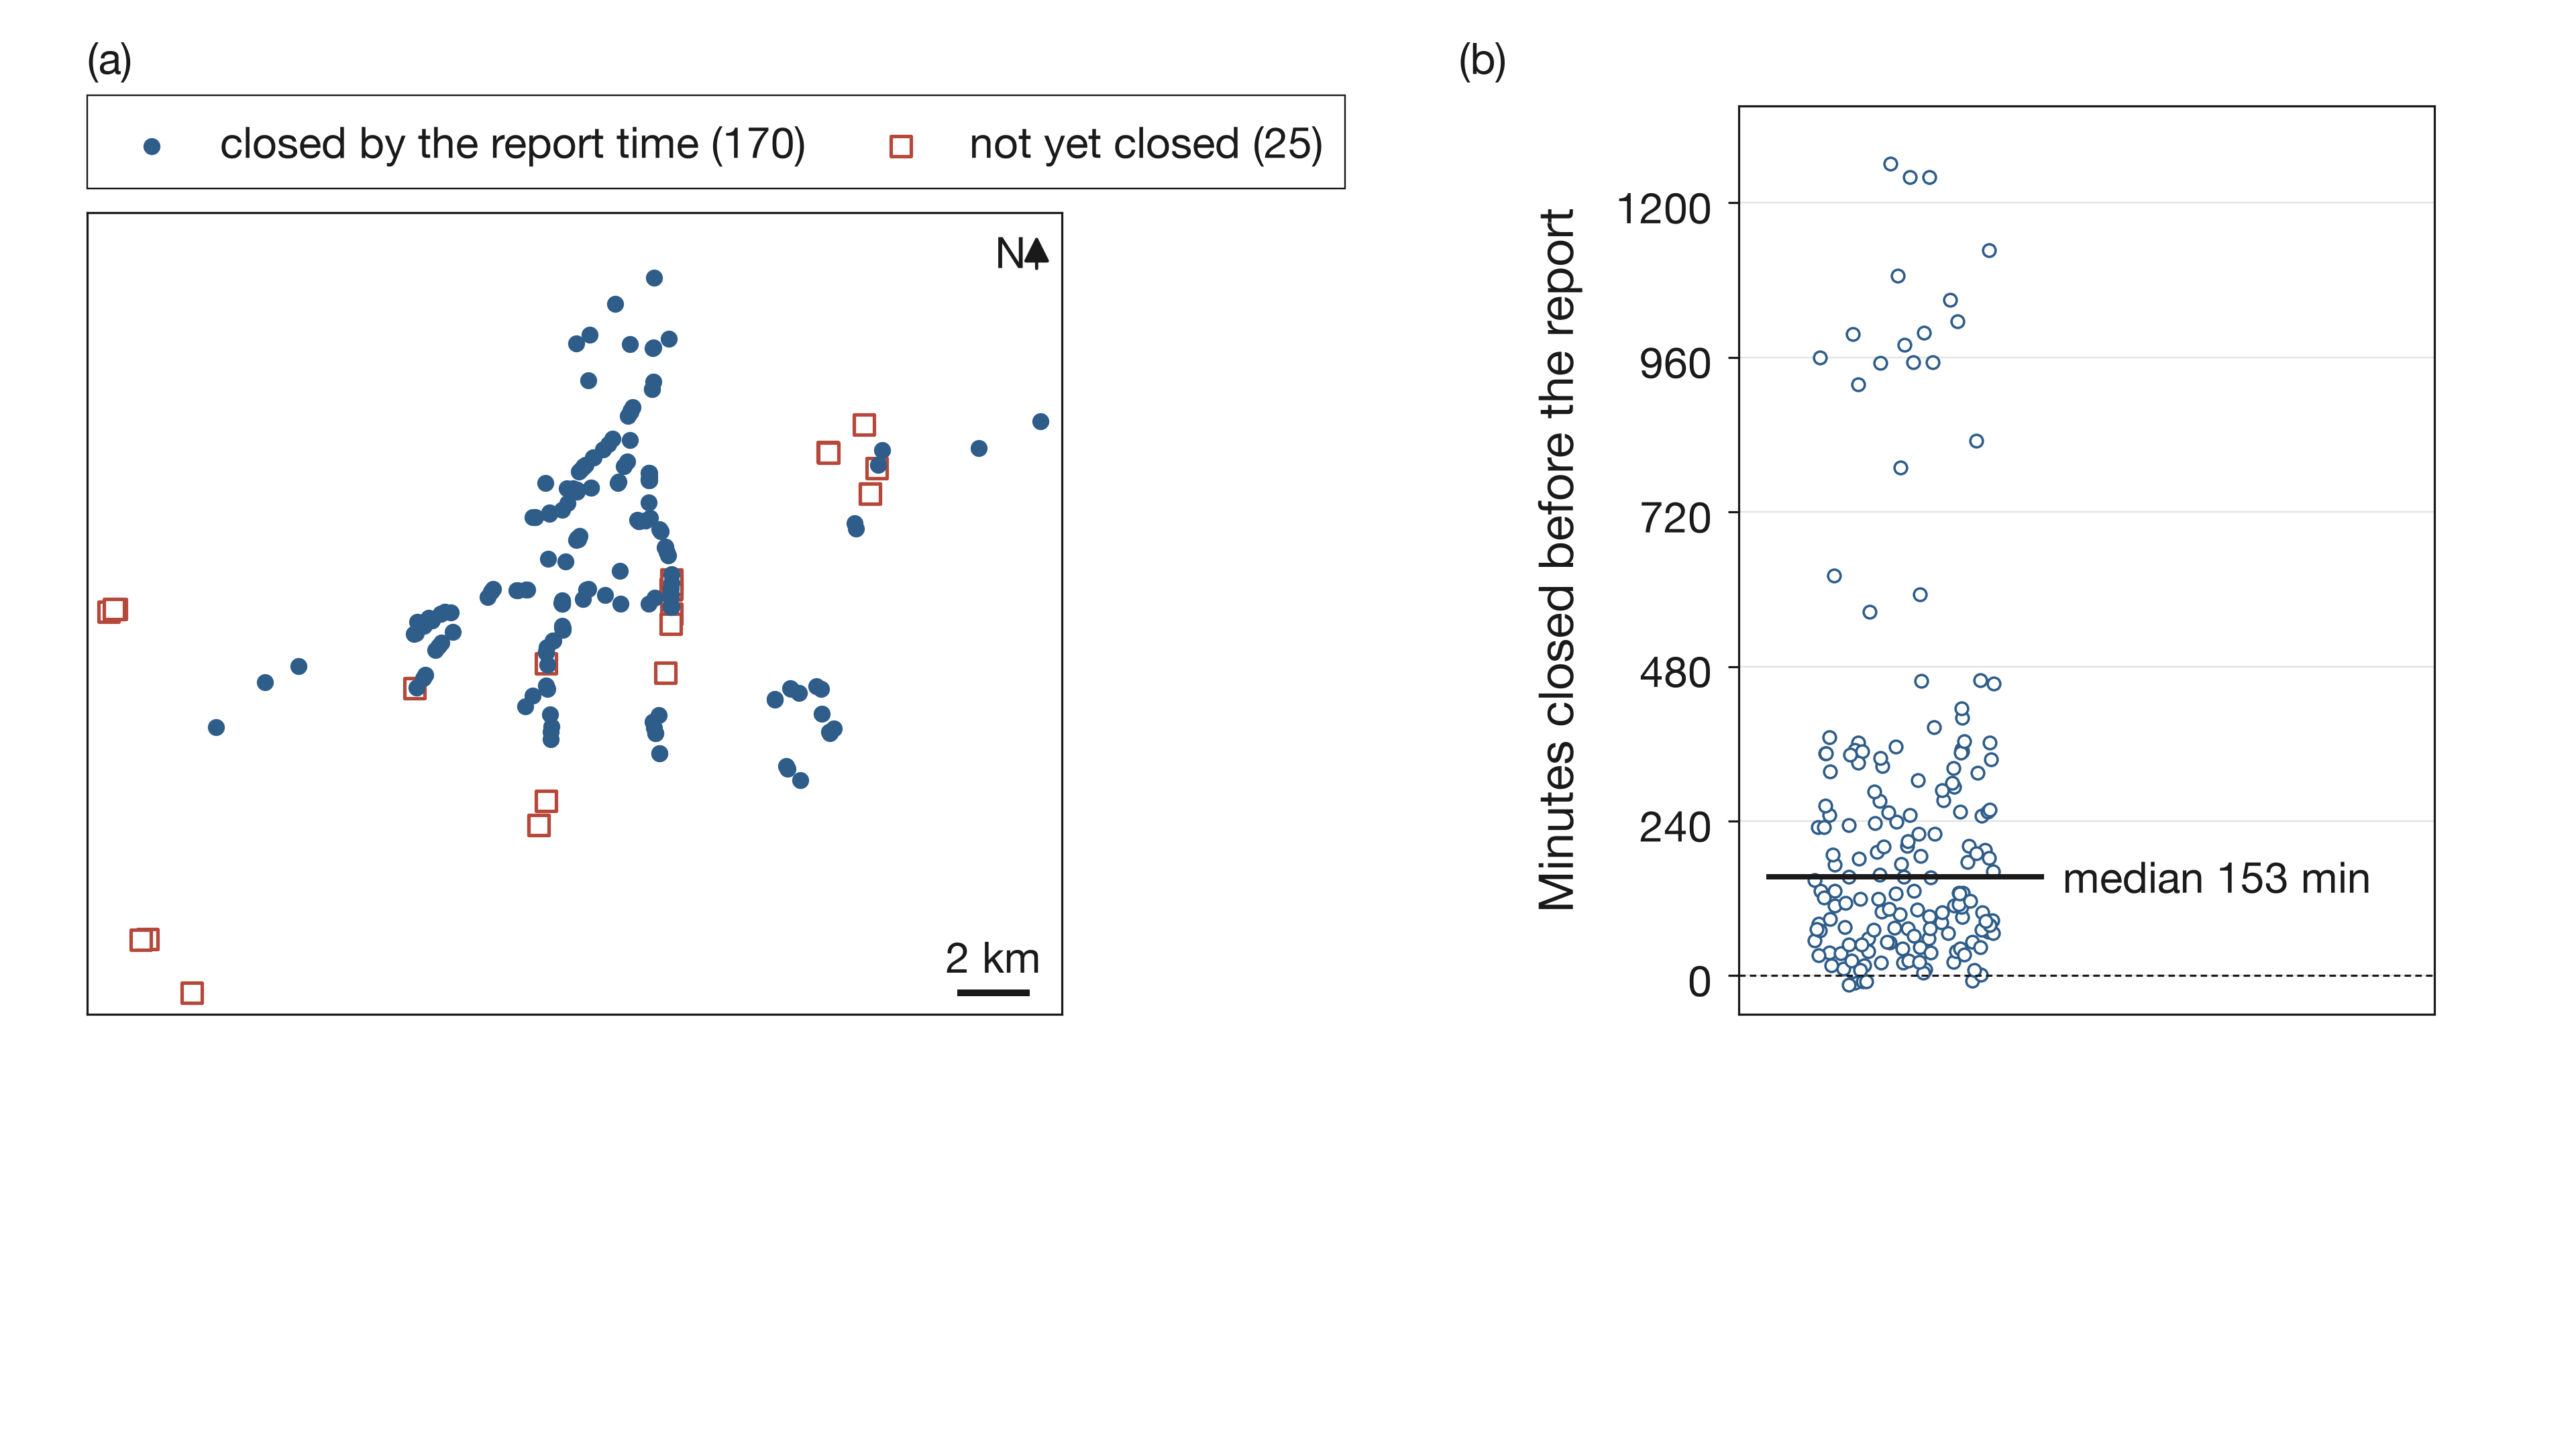 (a)
closed by the report time (170)
not yet closed (25)
N
2 km
(b)
Minutes closed before the report
1200
960
720
480
240
0
median 153 min